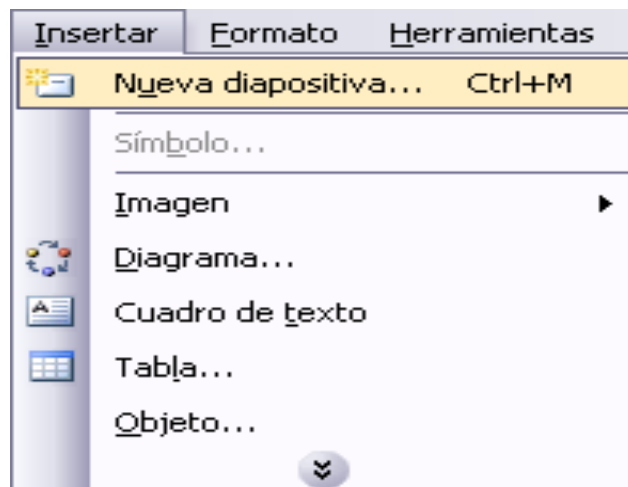 Insertar Formato Herramientas
Nueva diapositiva... Ctrl+M
Símbolo...
Imagen
Diagrama...
Cuadro de texto
Tabla...
Objeto...